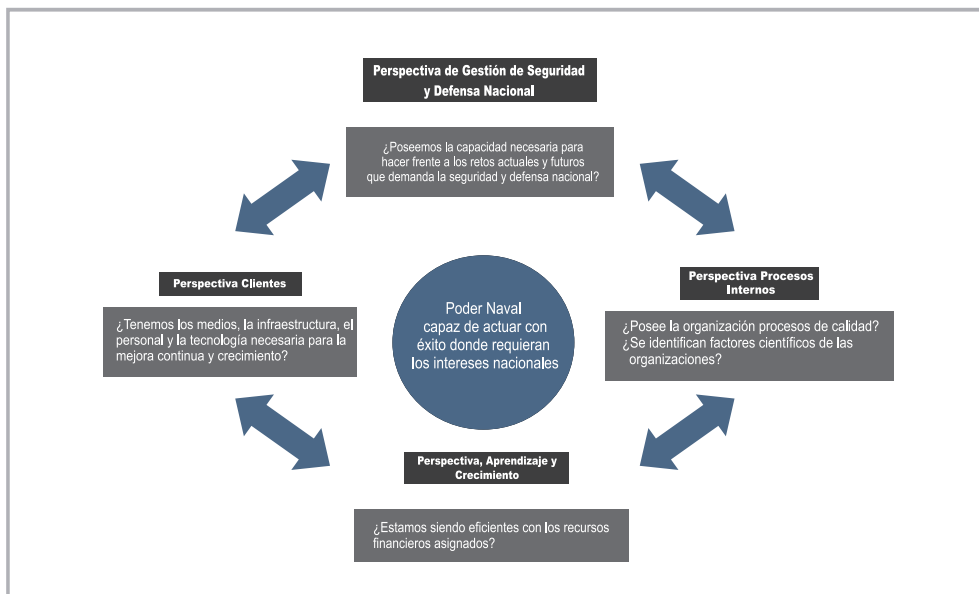 Perspectiva de Gestión de Seguridad
y Defensa Nacional
¿Poseemos la capacidad necesaria para
hacer frente a los retos actuales y futuros
que demanda la seguridad y defensa nacional?
Perspectiva Clientes
¿Tenemos los medios, la infraestructura, el
personal y la tecnología necesaria para la
mejora continua y crecimiento?
Poder Naval
capaz de actuar con
éxito donde requieran
los intereses nacionales
Perspectiva Procesos
Internos
¿Posee la organización procesos de calidad?
¿Se identifican factores científicos de las
organizaciones?
Perspectiva, Aprendizaje y
Crecimiento
¿Estamos siendo eficientes con los recursos
financieros asignados?